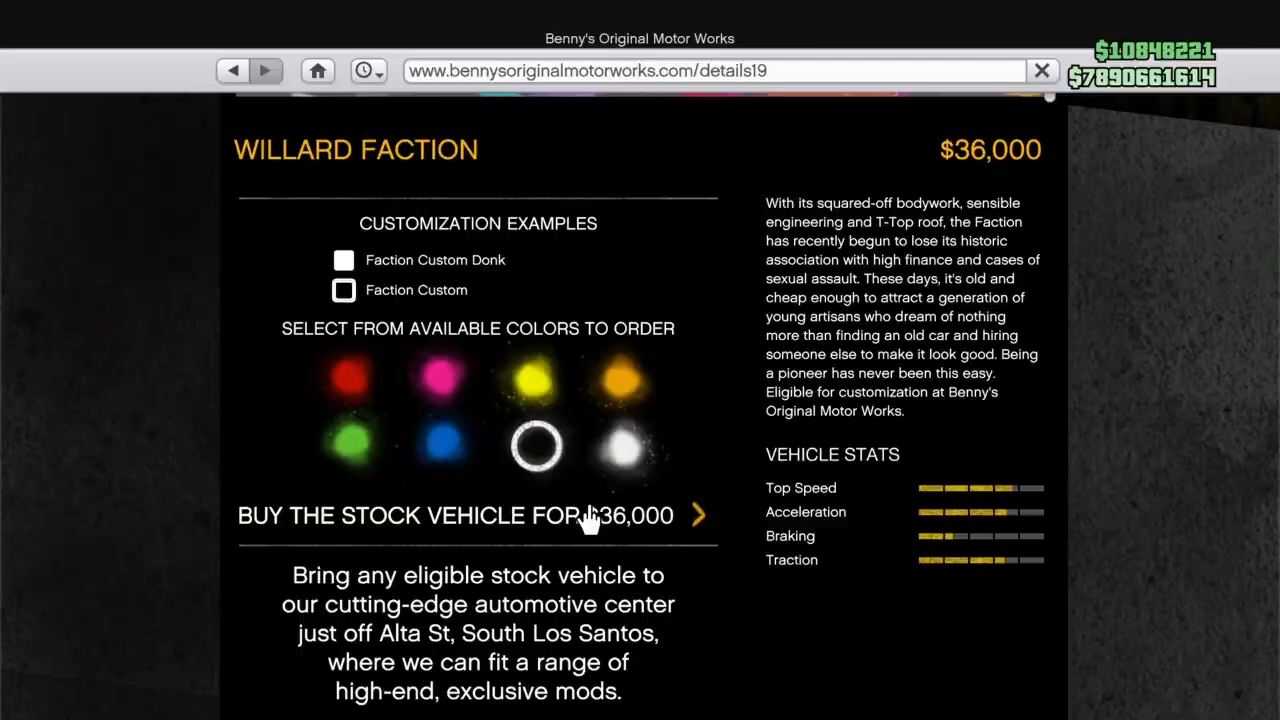 Benny's Original Motor Works
www.bennysoriginalmotorworks.com/details19
$10848221
$7890661614
WILLARD FACTION
$36,000
CUSTOMIZATION EXAMPLES
Faction Custom Donk
Faction Custom
SELECT FROM AVAILABLE COLORS TO ORDER
BUY THE STOCK VEHICLE FOR $36,000
Bring any eligible stock vehicle to
our cutting-edge automotive center
just off Alta St, South Los Santos,
where we can fit a range of
high-end, exclusive mods.
With its squared-off bodywork, sensible
engineering and T-Top roof, the Faction
has recently begun to lose its historic
association with high finance and cases of
sexual assault. These days, it's old and
cheap enough to attract a generation of
young artisans who dream of nothing
more than finding an old car and hiring
someone else to make it look good. Being
a pioneer has never been this easy.
Eligible for customization at Benny's
Original Motor Works.
VEHICLE STATS
Top Speed
Acceleration
Braking
Traction